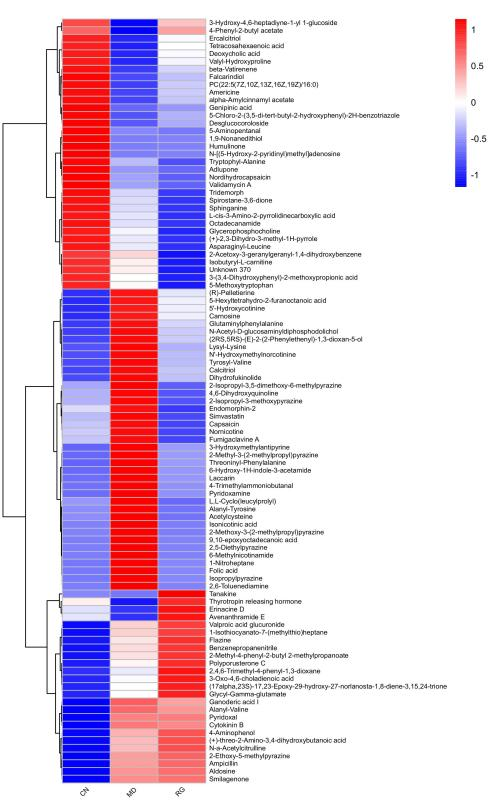 3-Hydroxy-4,6-heptadiyne-1-yl 1-glucoside
4-Phenyl-2-butyl acetate
Ercalcitriol
Tetracosahexaenoic acid
Deoxycholic acid
Valyl-Hydroxyproline
beta-Vatirenene
Falcarindiol
PC(22:5(7Z,10Z,13Z,16Z,19Z)/16:0)
Americine
alpha-Amylcinnamyl acetate
Geniphic acid
5-Chloro-2-(3,5-di-tert-butyl-2-hydroxyphenyl)-2H-benzotriazole
Desglucocoroloside
5-Aminopentanal
1,9-Nonanedithiol
Humulinone
N-[(5-Hydroxy-2-pyridinyl)methyl]adenosine
Tryptophyl-Alanine
Adlupone
Nordihydrocapsaicin
Validamycin A
Tridemorph
Spirostane-3,6-dione
Sphinganine
L-cis-3-Amino-2-pyrrolidinecarboxylic acid
Octadecanamide
Glycerophosphocholine
(+)-2,3-Dihydro-3-methyl-1H-pyrrole
Asparaginyl-Leucine
2-Acetoxy-3-geranylgeranyl-1,4-dihydroxybenzene
Isobutyryl-L-carnitine
Unknown 370
3-(3,4-Dihydroxyphenyl)-2-methoxypropionic acid
5-Methoxytryptophan
(R)-Pelletierine
5-Hexyltetrahydro-2-furanoctanoic acid
5'-Hydroxycotinine
Carnosine
Glutaminylphenylalanine
N-Acetyl-D-glucosaminyldiphosphodolichol
(2RS,5RS)-(E)-2-(2-Phenylethenyl)-1,3-dioxan-5-ol
Lysyl-Lysine
N'-Hydroxymethylnorcotinine
Tyrosyl-Valine
Calcitriol
Dihydrofukinolide
2-Isopropyl-3,5-dimethoxy-6-methylpyrazine
4,6-Dihydroxyquinoline
2-Isopropyl-3-methoxypyrazine
Endomorphin-2
Simvastatin
Capsaicin
Nornicotine
Fumigaclavine A
3-Hydroxymethylantipyrine
2-Methyl-3-(2-methylpropyl)pyrazine
Threoninyl-Phenylalanine
6-Hydroxy-1H-indole-3-acetamide
Laccarin
4-Trimethylammoniobutanal
Pyridoxamine
L,L-Cyclo(leucylprolyl)
Alanyl-Tyrosine
Acetylcysteine
Isonicotinic acid
2-Methoxy-3-(2-methylpropyl)pyrazine
9,10-epoxyoctadecanoic acid
2,5-Diethylpyrazine
6-Methylnicotinamide
1-Nitroheptane
Folic acid
Isopropylpyrazine
2,6-Toluenediamine
Tanakine
Thyrotropin releasing hormone
Erinacine D
Avenanthramide E
Valproic acid glucuronide
1-Isothiocyanato-7-(methylthio)heptane
Flazine
Benzenepropanenitrile
2-Methyl-4-phenyl-2-butyl 2-methylpropanoate
Polyporusterone C
2,4,6-Trimethyl-4-phenyl-1,3-dioxane
3-Oxo-4,6-choladienoic acid
(17alpha,23S)-17,23-Epoxy-29-hydroxy-27-norlanosta-1,8-diene-3,15,24-trione
Glycyl-Gamma-glutamate
Ganoderic acid I
Alanyl-Valine
Pyridoxal
Cytokinin B
4-Aminophenol
(+)-threo-2-Amino-3,4-dihydroxybutanoic acid
N-a-Acetylcitrulline
2-Ethoxy-5-methylpyrazine
Ampicillin
Aldosine
Smilagenone
CN
MD
RG
1
0.5
0
-0.5
-1